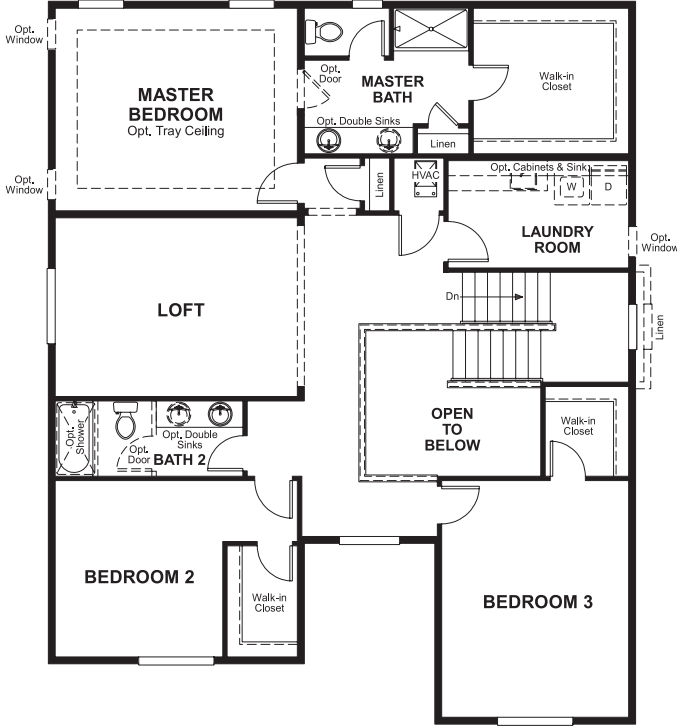 Opt.
Window
MASTER
BEDROOM
Opt. Tray Ceiling
Opt.
Door
MASTER
BATH
Opt. Double Sinks
Walk-in
Closet
Linen
Opt.
Window
Linen
HVAC
Opt. Cabinets & Sink
W
D
LAUNDRY
ROOM
Opt.
Window
LOFT
Dn
Linen
OPEN
TO
BELOW
Walk-in
Closet
Opt.
Shower
Opt. Double
Sinks
Opt.
Door
BATH 2
BEDROOM 2
Walk-in
Closet
BEDROOM 3